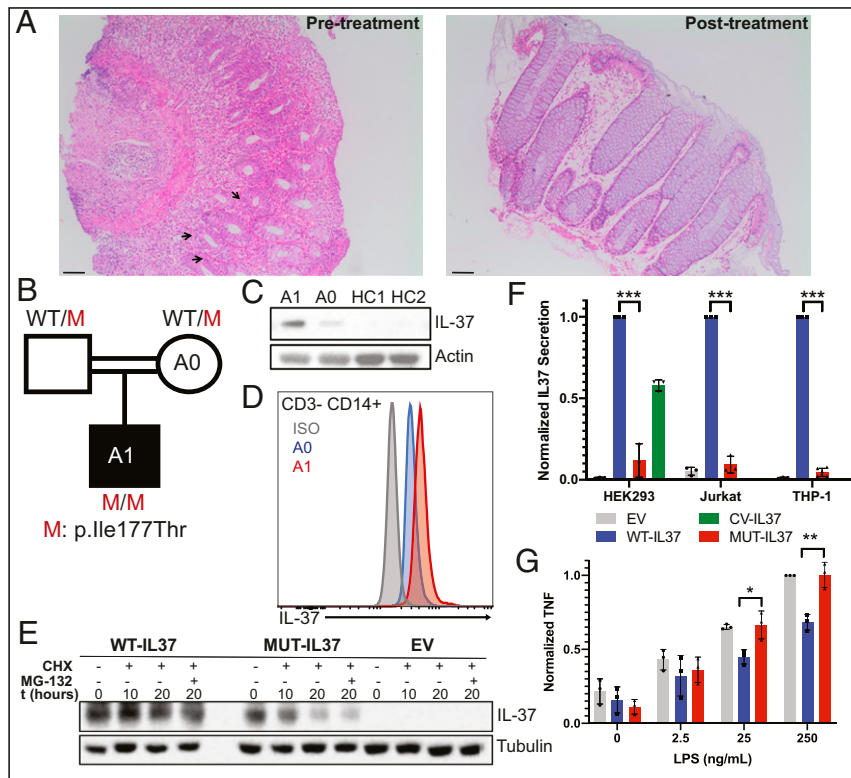 A
Pre-treatment
Post-treatment
B
WT/M
WT/M
A0
A1
M/M
M: p.Ile177Thr
C
A1 A0 HC1 HC2
IL-37
Actin
D
CD3- CD14+
ISO
A0
A1
IL-37
E
WT-IL37 MUT-IL37 EV
CHX - + + + - + + + - + + +
MG-132 - - - + - - - + - - - +
t (hours) 0 10 20 20 0 10 20 20 0 10 20 20
IL-37
Tubulin
F
Normalized IL37 Secretion
1.0
0.5
0.0
*** *** ***
HEK293 Jurkat THP-1
EV CV-IL37
WT-IL37 MUT-IL37
G
Normalized TNF
1.0
0.5
0.0
* **
0 2.5 25 250
LPS (ng/mL)